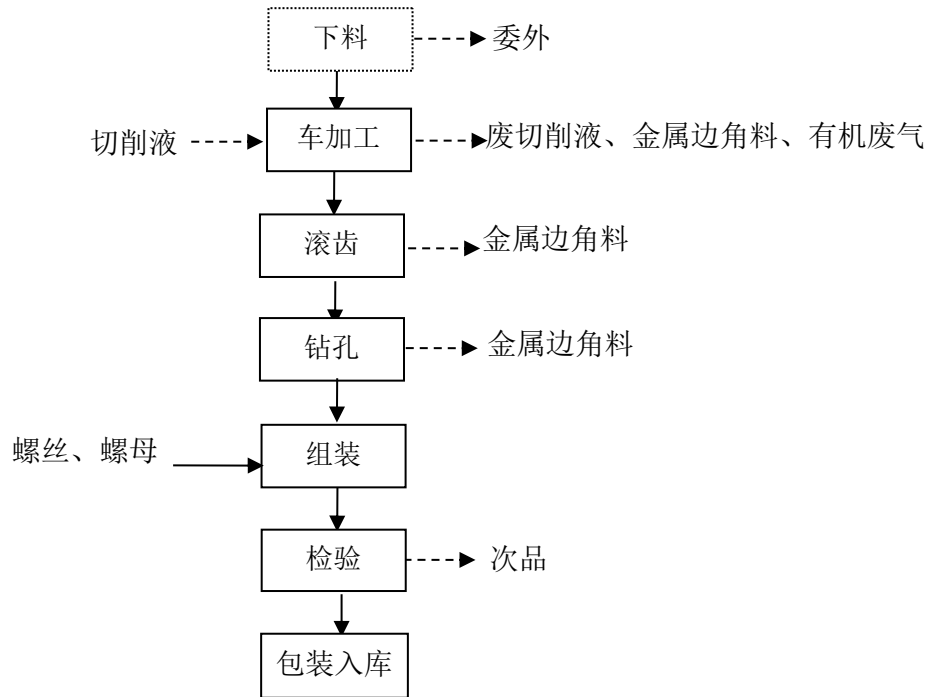 下料
委外
切削液
车加工
废切削液、金属边角料、有机废气
滚齿
金属边角料
钻孔
金属边角料
螺丝、螺母
组装
检验
次品
包装入库